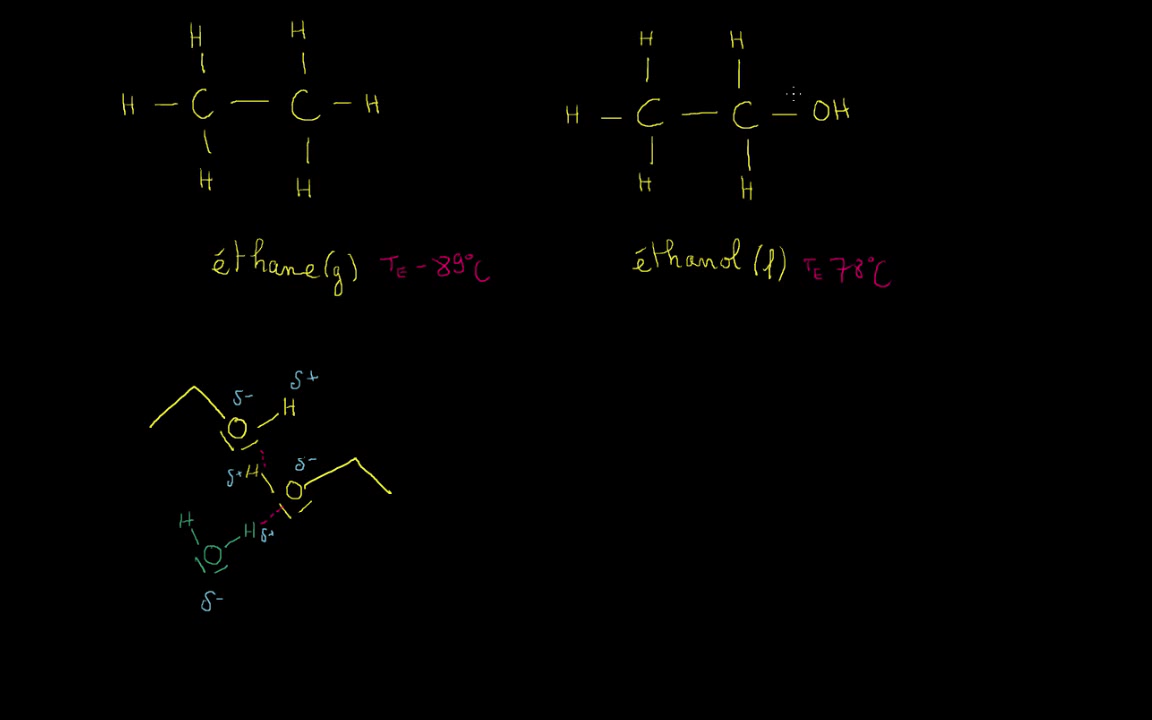 H H
H — C — C — H
H H
éthane(g) TE -89°C
H H
H — C — C — OH
H H
éthanol(l) TE 78°C
δ- δ+
O H
δ+ H δ-
O
H H δ+
O
δ-